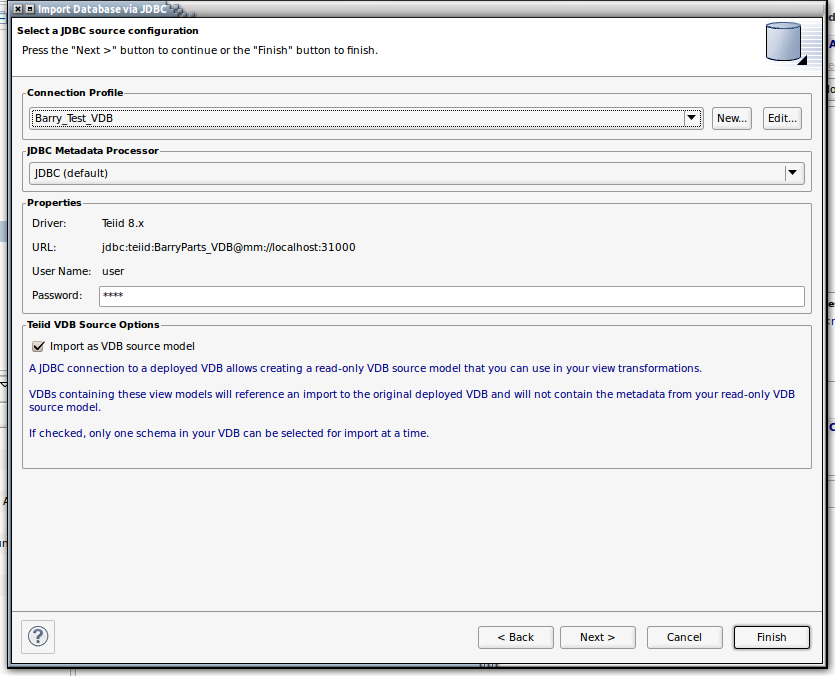 Import Database via JDBC
Select a JDBC source configuration
Press the "Next >" button to continue or the "Finish" button to finish.
Connection Profile
Barry_Test_VDB
New...
Edit...
JDBC Metadata Processor
JDBC (default)
Properties
Driver: Teiid 8.x
URL: jdbc:teiid:BarryParts_VDB@mm://localhost:31000
User Name: user
Password: ****
Teiid VDB Source Options
Import as VDB source model
A JDBC connection to a deployed VDB allows creating a read-only VDB source model that you can use in your view transformations.
VDBs containing these view models will reference an import to the original deployed VDB and will not contain the metadata from your read-only VDB
source model.
If checked, only one schema in your VDB can be selected for import at a time.
?
< Back
Next >
Cancel
Finish